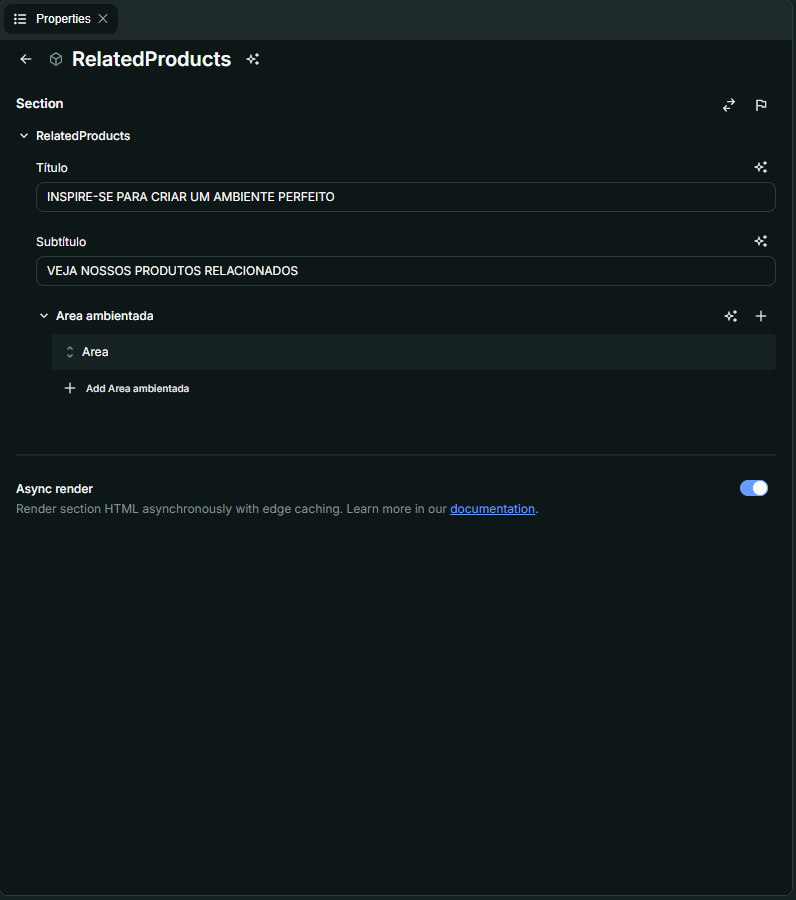 Properties
RelatedProducts
Section
RelatedProducts
Título
INSPIRE-SE PARA CRIAR UM AMBIENTE PERFEITO
Subtítulo
VEJA NOSSOS PRODUTOS RELACIONADOS
Area ambientada
Area
Add Area ambientada
Async render
Render section HTML asynchronously with edge caching. Learn more in our documentation.